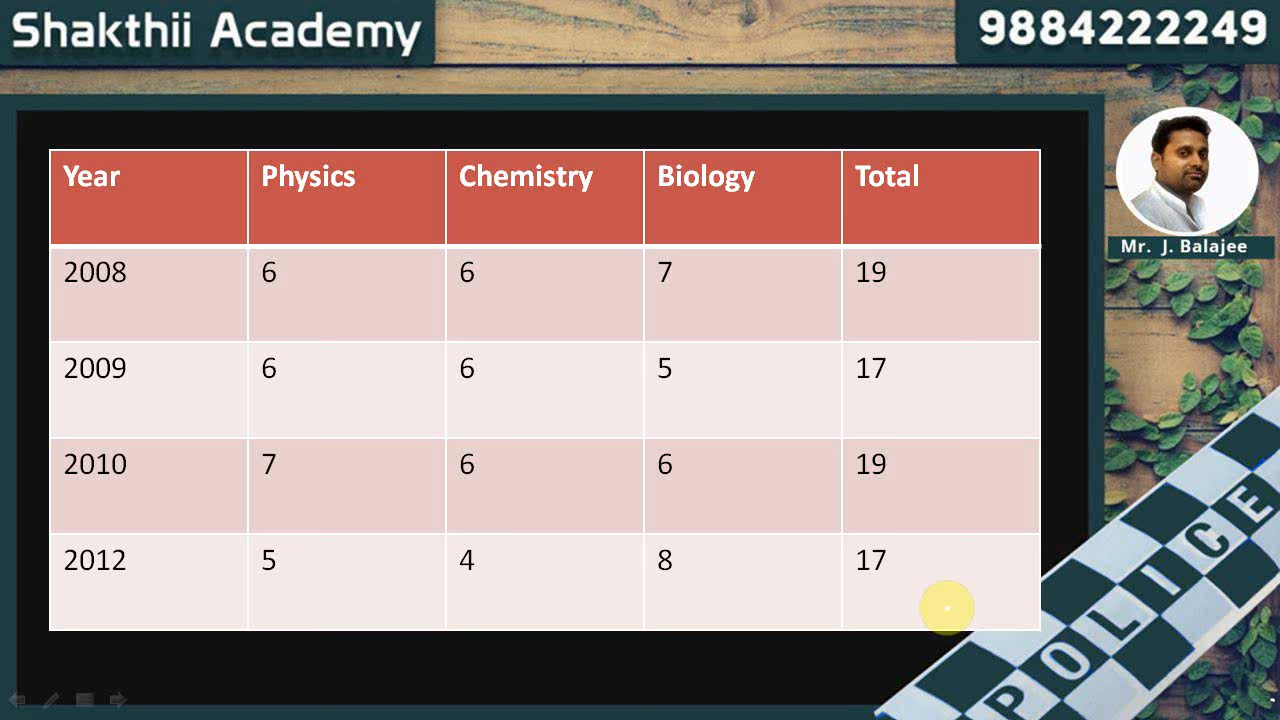 Shakthii Academy
9884222249
Mr. J. Balajee
Year Physics Chemistry Biology Total
2008 6 6 7 19
2009 6 6 5 17
2010 7 6 6 19
2012 5 4 8 17
POLICE